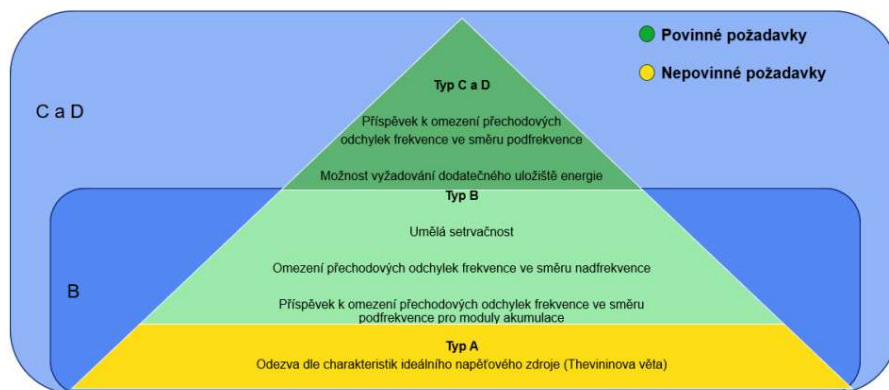 Povinné požadavky
Nepovinné požadavky
C a D
Typ C a D
Příspěvek k omezení přechodových
odchylek frekvence ve směru podfrekvence
Možnost vyžadování dodatečného uložiště energie
B
Typ B
Umělá setrvačnost
Omezení přechodových odchylek frekvence ve směru nadfrekvence
Příspěvek k omezení přechodových odchylek frekvence ve směru
podfrekvence pro moduly akumulace
Typ A
Odezva dle charakteristik ideálního napěťového zdroje (Thevininova věta)